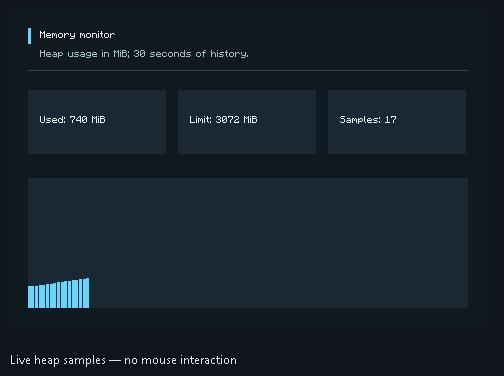 Memory monitor
Heap usage in MiB; 30 seconds of history.
Used: 740 MiB
Limit: 3072 MiB
Samples: 17
Live heap samples — no mouse interaction